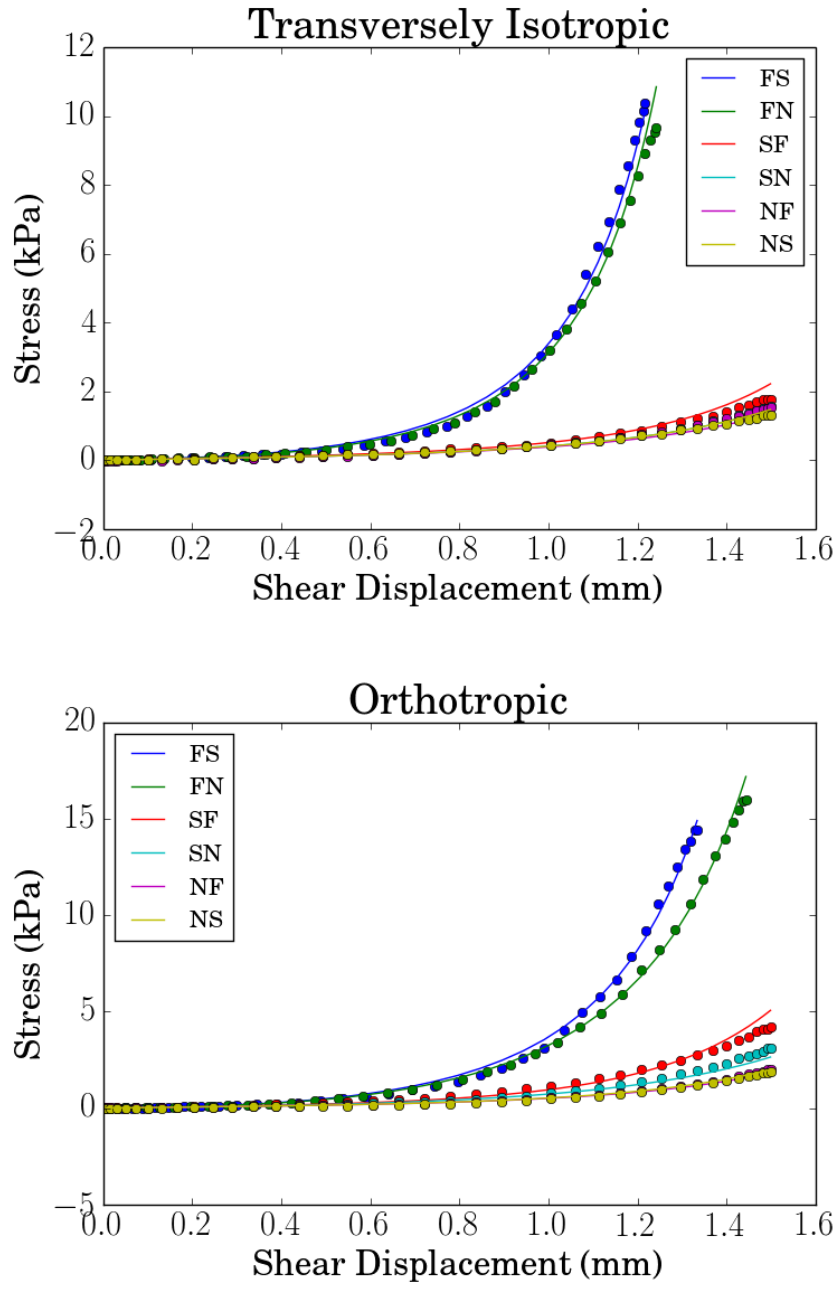 Transversely Isotropic
12
10
8
6
4
2
0
−2
Stress (kPa)
FS
FN
SF
SN
NF
NS
0.0 0.2 0.4 0.6 0.8 1.0 1.2 1.4 1.6
Shear Displacement (mm)
Orthotropic
20
15
10
5
0
−5
Stress (kPa)
FS
FN
SF
SN
NF
NS
0.0 0.2 0.4 0.6 0.8 1.0 1.2 1.4 1.6
Shear Displacement (mm)